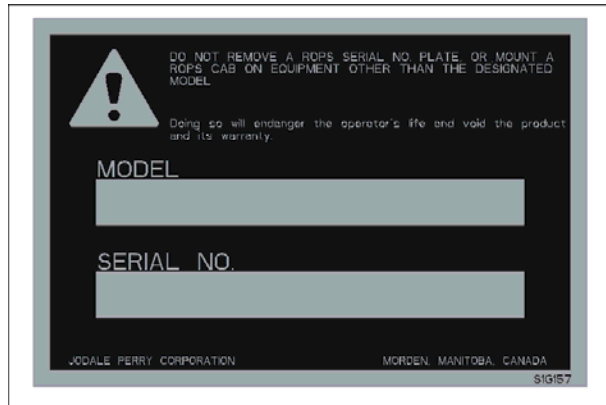 DO NOT REMOVE A ROPS SERIAL NO. PLATE, OR MOUNT A
ROPS CAB ON EQUIPMENT OTHER THAN THE DESIGNATED
MODEL
Doing so will endanger the operator's life and void the product
and its warranty.
MODEL
SERIAL NO.
JODALE PERRY CORPORATION
MORDEN, MANITOBA, CANADA
S1G157